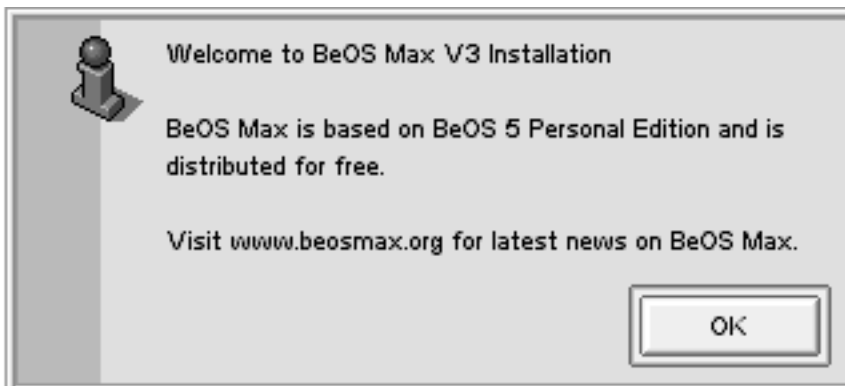 Welcome to BeOS Max V3 Installation
BeOS Max is based on BeOS 5 Personal Edition and is
distributed for free.
Visit www.beosmax.org for latest news on BeOS Max.
OK